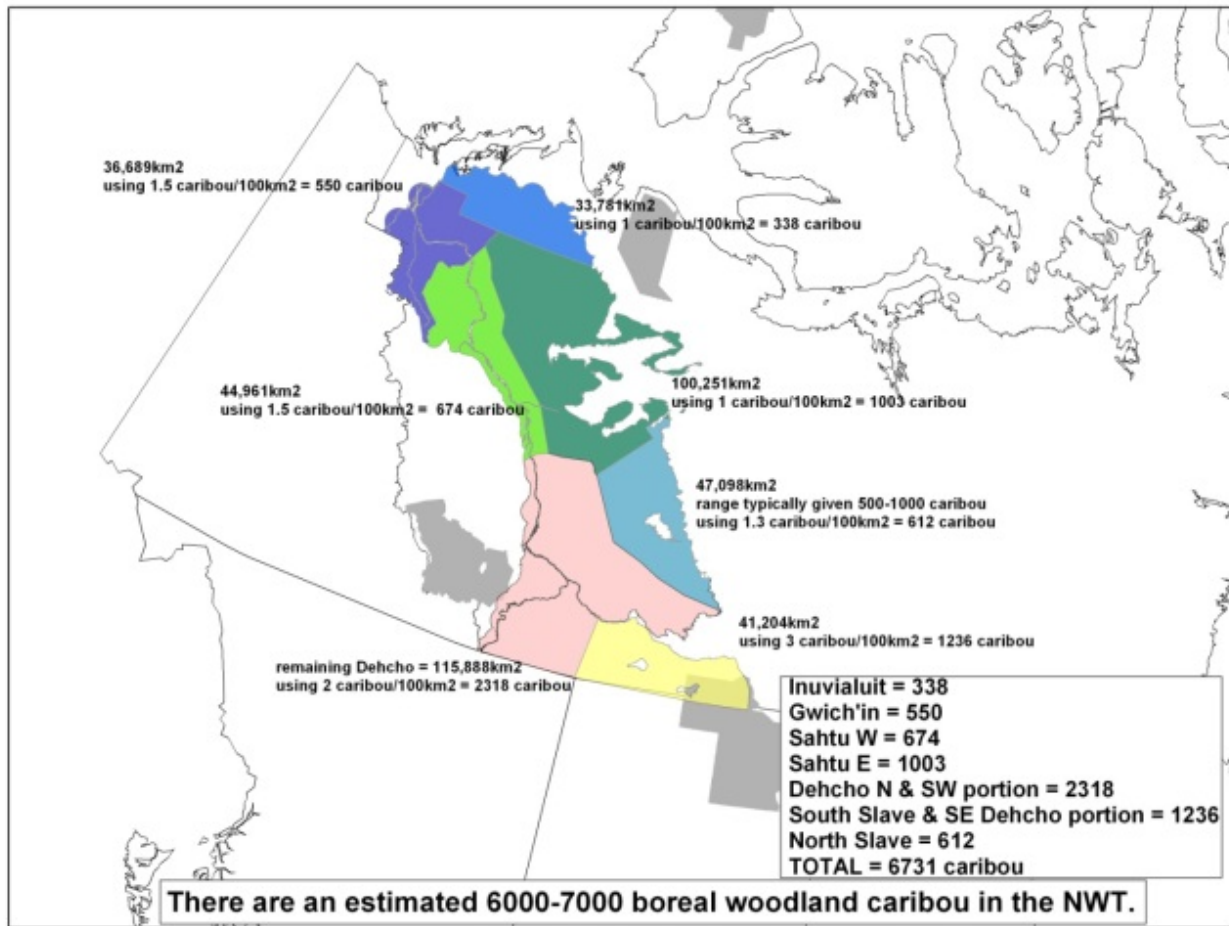 36,689km2
using 1.5 caribou/100km2 = 550 caribou
33,781km2
using 1 caribou/100km2 = 338 caribou
44,961km2
using 1.5 caribou/100km2 =  674 caribou
100,251km2
using 1 caribou/100km2 = 1003 caribou
47,098km2
range typically given 500-1000 caribou
using 1.3 caribou/100km2 = 612 caribou
41,204km2
using 3 caribou/100km2 = 1236 caribou
remaining Dehcho = 115,888km2
using 2 caribou/100km2 = 2318 caribou
Inuvialuit = 338
Gwich'in = 550
Sahtu W = 674
Sahtu E = 1003
Dehcho N & SW portion = 2318
South Slave & SE Dehcho portion = 1236
North Slave = 612
TOTAL = 6731 caribou
There are an estimated 6000-7000 boreal woodland caribou in the NWT.